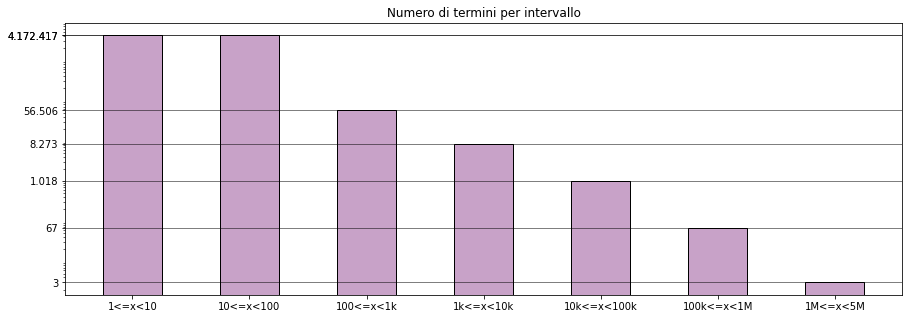 Numero di termini per intervallo
4.172.417
56.506
8.273
1.018
67
3
1<=x<10
10<=x<100
100<=x<1k
1k<=x<10k
10k<=x<100k
100k<=x<1M
1M<=x<5M